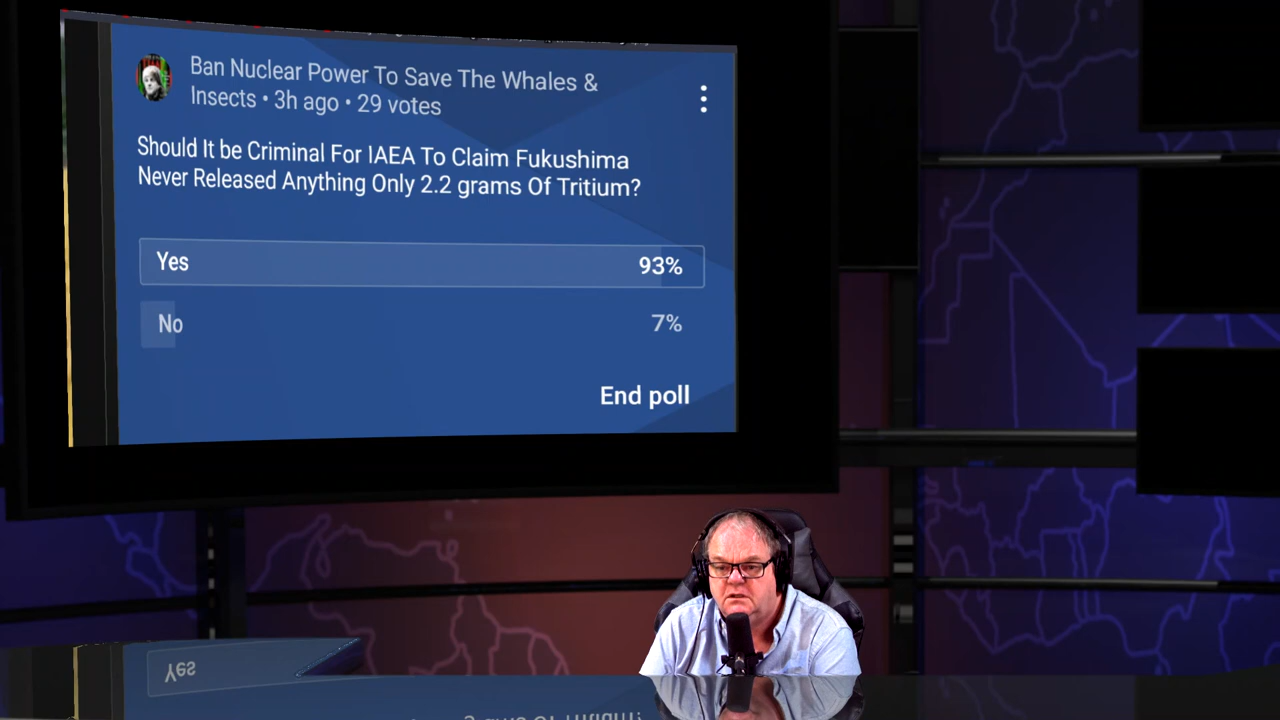 Ban Nuclear Power To Save The Whales &
Insects • 3h ago • 29 votes
Should It be Criminal For IAEA To Claim Fukushima
Never Released Anything Only 2.2 grams Of Tritium?
Yes 93%
No 7%
End poll
Yes